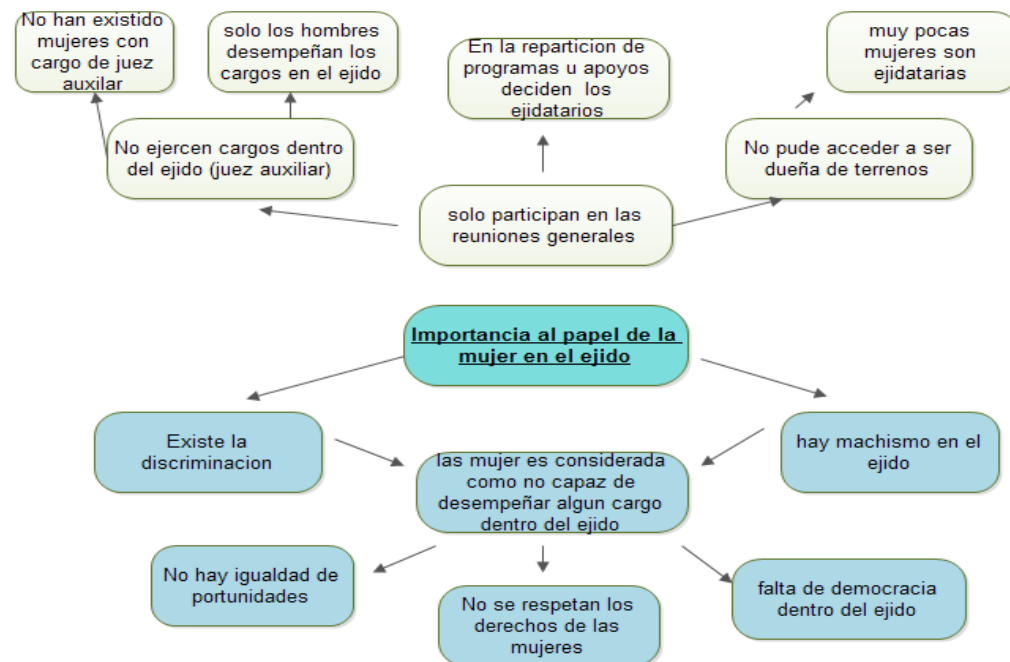 No han existido
mujeres con
cargo de juez
auxilar
solo los hombres
desempeñan los
cargos en el ejido
En la reparticion de
programas u apoyos
deciden los
ejidatarios
muy pocas
mujeres son
ejidatarias
No ejercen cargos dentro
del ejido (juez auxiliar)
No pude acceder a ser
dueña de terrenos
solo participan en las
reuniones generales
Importancia al papel de la
mujer en el ejido
Existe la
discriminacion
las mujer es considerada
como no capaz de
desempeñar algun cargo
dentro del ejido
hay machismo en el
ejido
No hay igualdad de
portunidades
No se respetan los
derechos de las
mujeres
falta de democracia
dentro del ejido